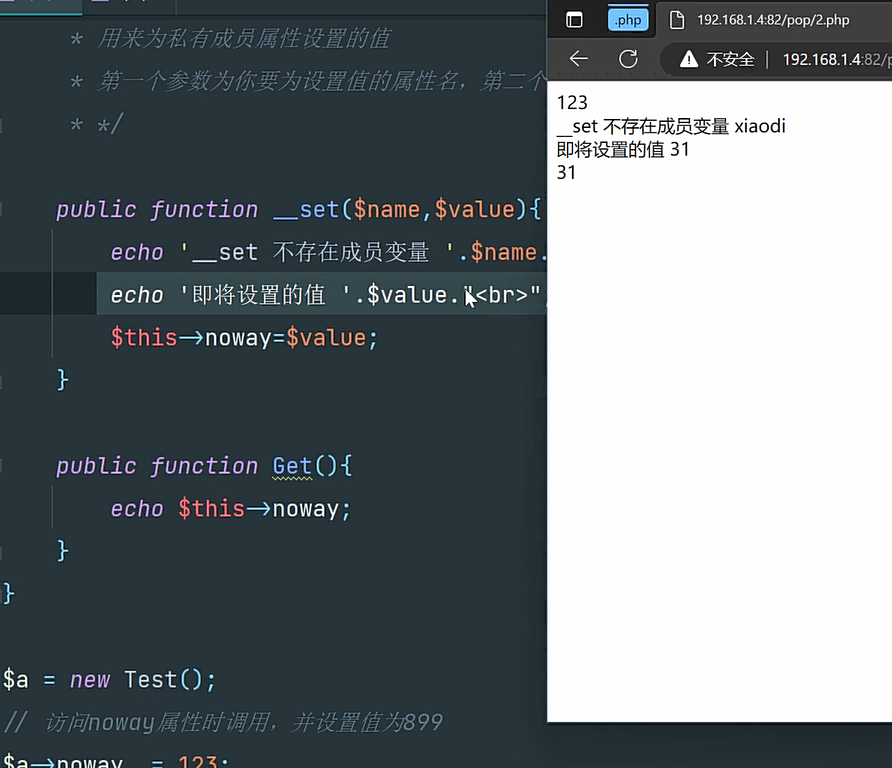 * 用来为私有成员属性设置的值
* 第一个参数为你要为设置值的属性名，第二个
* */
public function __set($name,$value){
echo '__set 不存在成员变量 '.$name.
echo '即将设置的值 '.$value."<br>";
$this->noway=$value;
}
public function Get(){
echo $this->noway;
}
}
$a = new Test();
// 访问noway属性时调用，并设置值为899
$a->noway = 123;
.php
192.168.1.4:82/pop/2.php
不安全
192.168.1.4:82/p
123
__set 不存在成员变量 xiaodi
即将设置的值 31
31